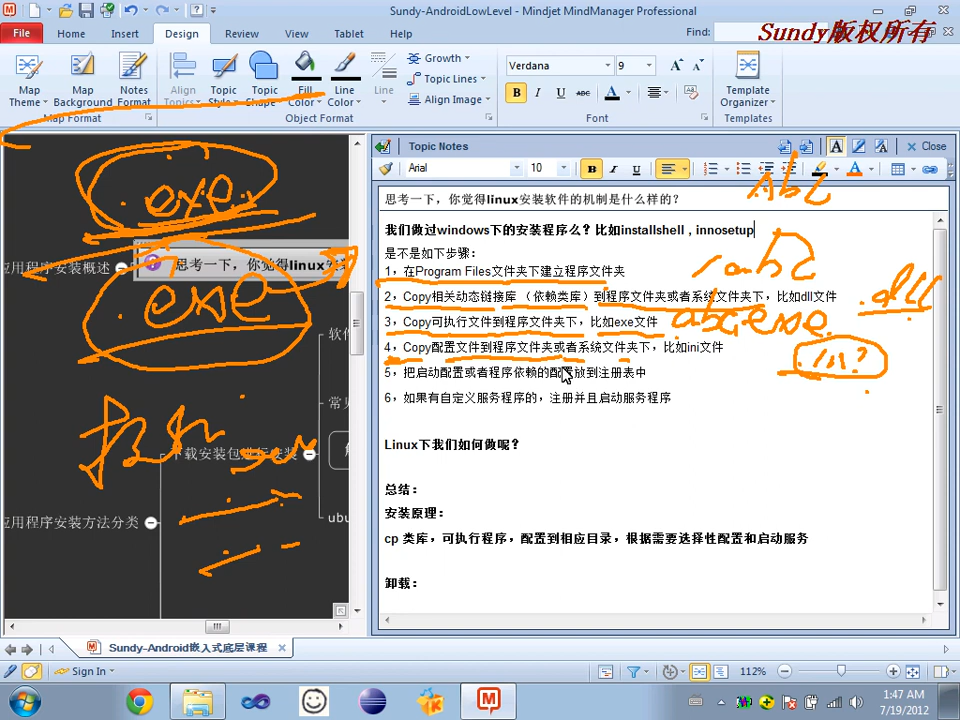 Sundy-AndroidLowLevel - Mindjet MindManager Professional
File Home Insert Design Review View Tablet Help Find:
Sundy版权所有
Map Theme Map Background Notes Format Align Topics Topic Style Topic Shape Fill Color Line Color Line
Growth Topic Lines Align Image
Verdana 9
B I U abc A
Template Organizer
Map Format Object Format Font Templates
Topic Notes Close
Arial 10 B I U
思考一下，你觉得linux安装软件的机制是什么样的？
Abc
我们做过windows下的安装程序么？比如installshell , innosetup
是不是如下步骤：
1，在Program Files文件夹下建立程序文件夹
2，Copy相关动态链接库 （依赖类库）到程序文件夹或者系统文件夹下，比如dll文件
.dll
3，Copy可执行文件到程序文件夹下，比如exe文件
abc.exe
4，Copy配置文件到程序文件夹或者系统文件夹下，比如ini文件
5，把启动配置或者程序依赖的配置放到注册表中
6，如果有自定义服务程序的，注册并且启动服务程序
Linux下我们如何做呢？
总结：
安装原理：
cp 类库，可执行程序，配置到相应目录，根据需要选择性配置和启动服务
卸载：
.exe
应用程序安装概述
思考一下，你觉得linux安
.exe
软件
常见
下载安装包进行安装
应用程序安装方法分类
ubu
Sundy-Android嵌入式底层课程
Sign In 112%
1:47 AM
7/19/2012